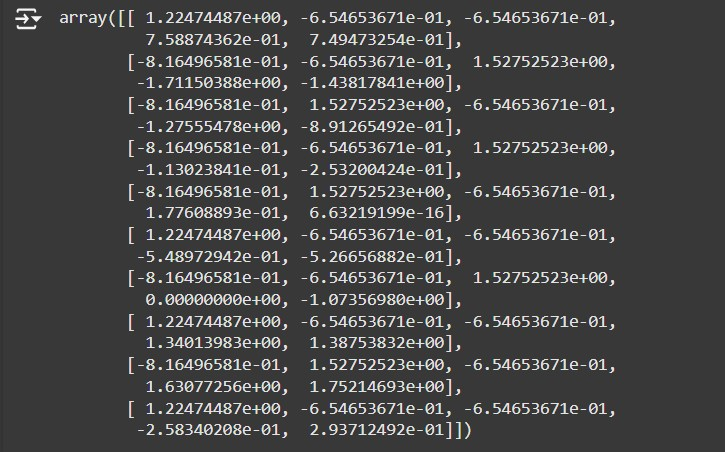 array([[ 1.22474487e+00, -6.54653671e-01, -6.54653671e-01,
7.58874362e-01, 7.49473254e-01],
[-8.16496581e-01, -6.54653671e-01, 1.52752523e+00,
-1.71150388e+00, -1.43817841e+00],
[-8.16496581e-01, 1.52752523e+00, -6.54653671e-01,
-1.27555478e+00, -8.91265492e-01],
[-8.16496581e-01, -6.54653671e-01, 1.52752523e+00,
-1.13023841e-01, -2.53200424e-01],
[-8.16496581e-01, 1.52752523e+00, -6.54653671e-01,
1.77608893e-01, 6.63219199e-16],
[ 1.22474487e+00, -6.54653671e-01, -6.54653671e-01,
-5.48972942e-01, -5.26656882e-01],
[-8.16496581e-01, -6.54653671e-01, 1.52752523e+00,
0.00000000e+00, -1.07356980e+00],
[ 1.22474487e+00, -6.54653671e-01, -6.54653671e-01,
1.34013983e+00, 1.38753832e+00],
[-8.16496581e-01, 1.52752523e+00, -6.54653671e-01,
1.63077256e+00, 1.75214693e+00],
[ 1.22474487e+00, -6.54653671e-01, -6.54653671e-01,
-2.58340208e-01, 2.93712492e-01]])